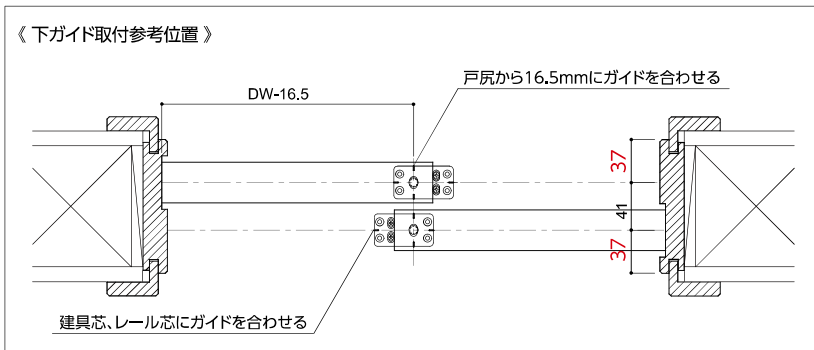 《 下ガイド取付参考位置 》
戸尻から16.5mmにガイドを合わせる
DW-16.5
37
41
37
建具芯、レール芯にガイドを合わせる